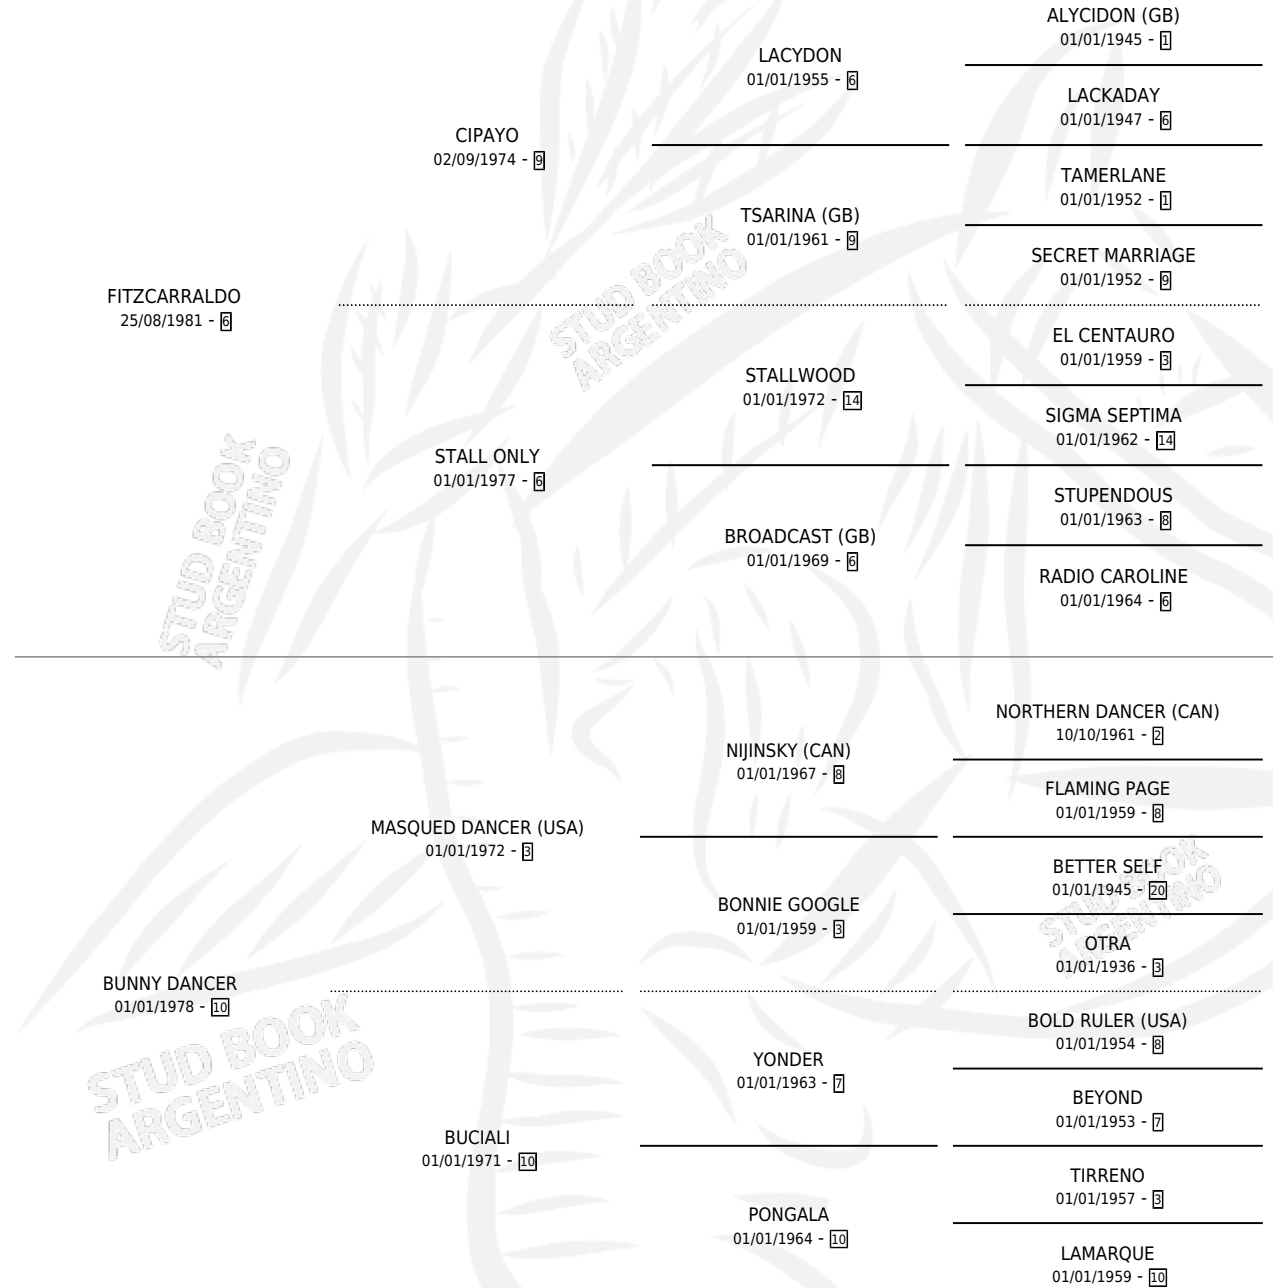 FITZCARRALDO
25/08/1981 - 6
CIPAYO
02/09/1974 - 9
LACYDON
01/01/1955 - 6
ALYCIDON (GB)
01/01/1945 - 1
LACKADAY
01/01/1947 - 6
TSARINA (GB)
01/01/1961 - 9
TAMERLANE
01/01/1952 - 1
SECRET MARRIAGE
01/01/1952 - 9
STALL ONLY
01/01/1977 - 6
STALLWOOD
01/01/1972 - 14
EL CENTAURO
01/01/1959 - 3
SIGMA SEPTIMA
01/01/1962 - 14
BROADCAST (GB)
01/01/1969 - 6
STUPENDOUS
01/01/1963 - 8
RADIO CAROLINE
01/01/1964 - 6
STUD BOOK
ARGENTINO
STUD BOOK
ARGENTINO
BUNNY DANCER
01/01/1978 - 10
MASQUED DANCER (USA)
01/01/1972 - 3
NIJINSKY (CAN)
01/01/1967 - 8
NORTHERN DANCER (CAN)
10/10/1961 - 2
FLAMING PAGE
01/01/1959 - 8
BONNIE GOOGLE
01/01/1959 - 3
BETTER SELF
01/01/1945 - 20
OTRA
01/01/1936 - 3
BUCIALI
01/01/1971 - 10
YONDER
01/01/1963 - 7
BOLD RULER (USA)
01/01/1954 - 8
BEYOND
01/01/1953 - 7
PONGALA
01/01/1964 - 10
TIRRENO
01/01/1957 - 3
LAMARQUE
01/01/1959 - 10
STUD BOOK
ARGENTINO
STUD BOOK
ARGENTINO